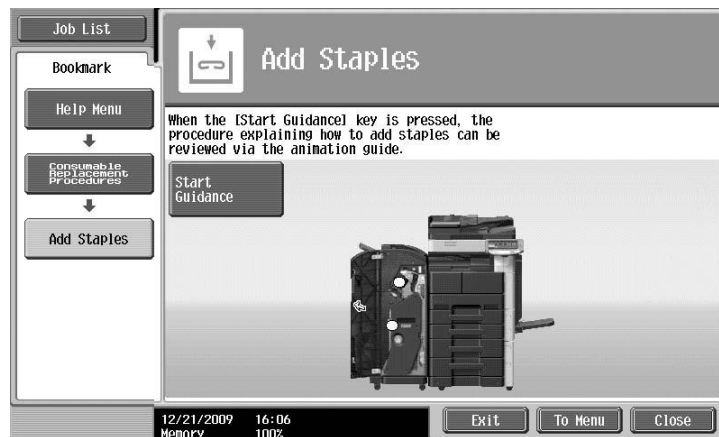 Job List
Bookmark
Help Menu
Consumable
Replacement
Procedures
Add Staples
Add Staples
When the [Start Guidance] key is pressed, the
procedure explaining how to add staples can be
reviewed via the animation guide.
Start
Guidance
12/21/2009 16:06
Memory 100%
Exit
To Menu
Close